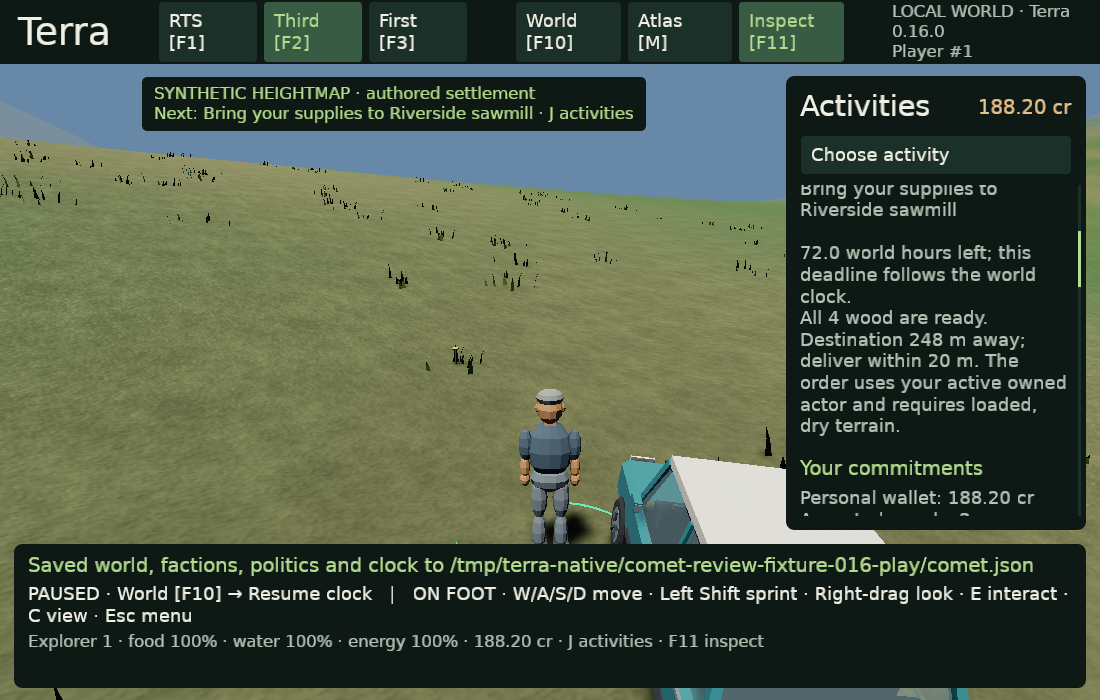 Terra
RTS
[F1]
Third
[F2]
First
[F3]
World
[F10]
Atlas
[M]
Inspect
[F11]
LOCAL WORLD · Terra
0.16.0
Player #1
SYNTHETIC HEIGHTMAP · authored settlement
Next: Bring your supplies to Riverside sawmill · J activities
Activities
188.20 cr
Choose activity
Bring your supplies to
Riverside sawmill
72.0 world hours left; this
deadline follows the world
clock.
All 4 wood are ready.
Destination 248 m away;
deliver within 20 m. The
order uses your active owned
actor and requires loaded,
dry terrain.
Your commitments
Personal wallet: 188.20 cr
Saved world, factions, politics and clock to /tmp/terra-native/comet-review-fixture-016-play/comet.json
PAUSED · World [F10] → Resume clock | ON FOOT · W/A/S/D move · Left Shift sprint · Right-drag look · E interact ·
C view · Esc menu
Explorer 1 · food 100% · water 100% · energy 100% · 188.20 cr · J activities · F11 inspect